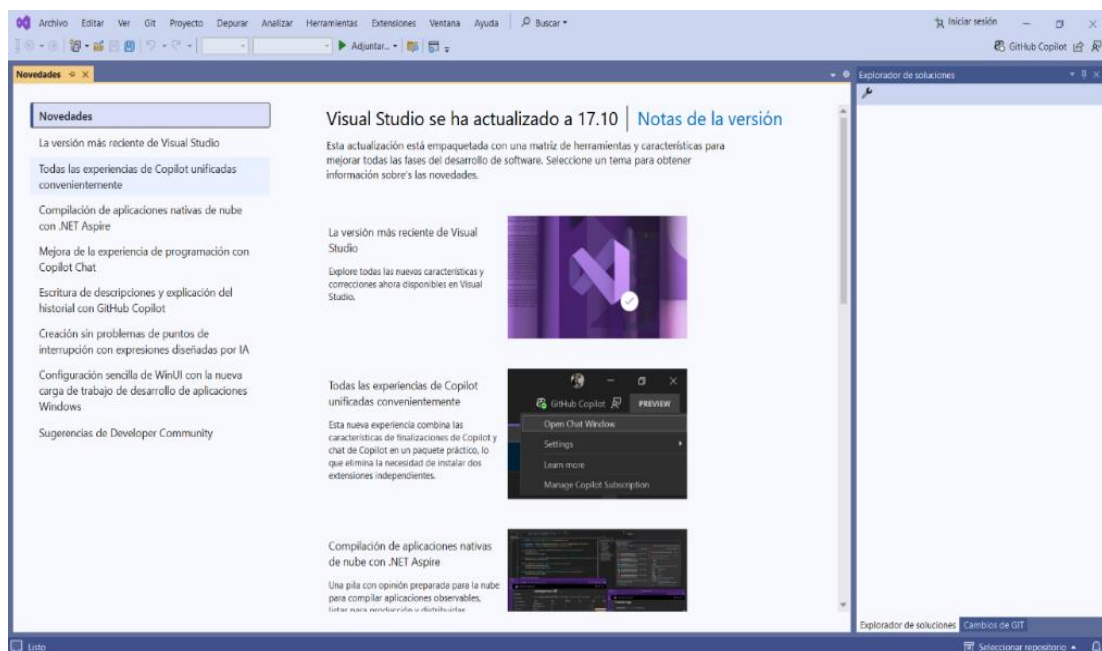 Archivo Editar Ver Git Proyecto Depurar Analizar Herramientas Extensiones Ventana Ayuda Buscar
Iniciar sesión
Adjuntar...
GitHub Copilot
Novedades
Explorador de soluciones
Novedades
La versión más reciente de Visual Studio
Todas las experiencias de Copilot unificadas
convenientemente
Compilación de aplicaciones nativas de nube
con .NET Aspire
Mejora de la experiencia de programación con
Copilot Chat
Escritura de descripciones y explicación del
historial con GitHub Copilot
Creación sin problemas de puntos de
interrupción con expresiones diseñadas por IA
Configuración sencilla de WinUI con la nueva
carga de trabajo de desarrollo de aplicaciones
Windows
Sugerencias de Developer Community
Visual Studio se ha actualizado a 17.10 | Notas de la versión
Esta actualización está empaquetada con una matriz de herramientas y características para
mejorar todas las fases del desarrollo de software. Seleccione un tema para obtener
información sobre's las novedades.
La versión más reciente de Visual
Studio
Explore todas las nuevas características y
correcciones ahora disponibles en Visual
Studio.
Todas las experiencias de Copilot
unificadas convenientemente
Esta nueva experiencia combina las
características de finalizaciones de Copilot y
chat de Copilot en un paquete práctico, lo
que elimina la necesidad de instalar dos
extensiones independientes.
GitHub Copilot PREVIEW
Open Chat Window
Settings
Learn more
Manage Copilot Subscription
Compilación de aplicaciones nativas
de nube con .NET Aspire
Una pila con opinión preparada para la nube
para compilar aplicaciones observables,
listas para producción y distribuidas
Explorador de soluciones Cambios de GIT
Listo
Seleccionar repositorio